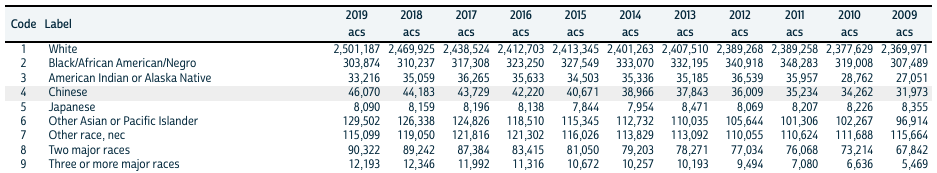 Code Label 2019 2018 2017 2016 2015 2014 2013 2012 2011 2010 2009
acs acs acs acs acs acs acs acs acs acs acs
1 White 2,501,187 2,469,925 2,438,524 2,412,703 2,413,345 2,401,263 2,407,510 2,389,268 2,389,258 2,377,629 2,369,971
2 Black/African American/Negro 303,874 310,237 317,308 323,250 327,549 333,070 332,195 340,918 348,283 319,008 307,489
3 American Indian or Alaska Native 33,216 35,059 36,265 35,633 34,503 35,336 35,185 36,539 35,957 28,762 27,051
4 Chinese 46,070 44,183 43,729 42,220 40,671 38,966 37,843 36,009 35,234 34,262 31,973
5 Japanese 8,090 8,159 8,196 8,138 7,844 7,954 8,471 8,069 8,207 8,226 8,355
6 Other Asian or Pacific Islander 129,502 126,338 124,826 118,510 115,345 112,732 110,035 105,644 101,306 102,267 96,914
7 Other race, nec 115,099 119,050 121,816 121,302 116,026 113,829 113,092 110,055 110,624 111,688 115,664
8 Two major races 90,322 89,242 87,384 83,415 81,050 79,203 78,271 77,034 76,068 73,214 67,842
9 Three or more major races 12,193 12,346 11,992 11,316 10,672 10,257 10,193 9,494 7,080 6,636 5,469